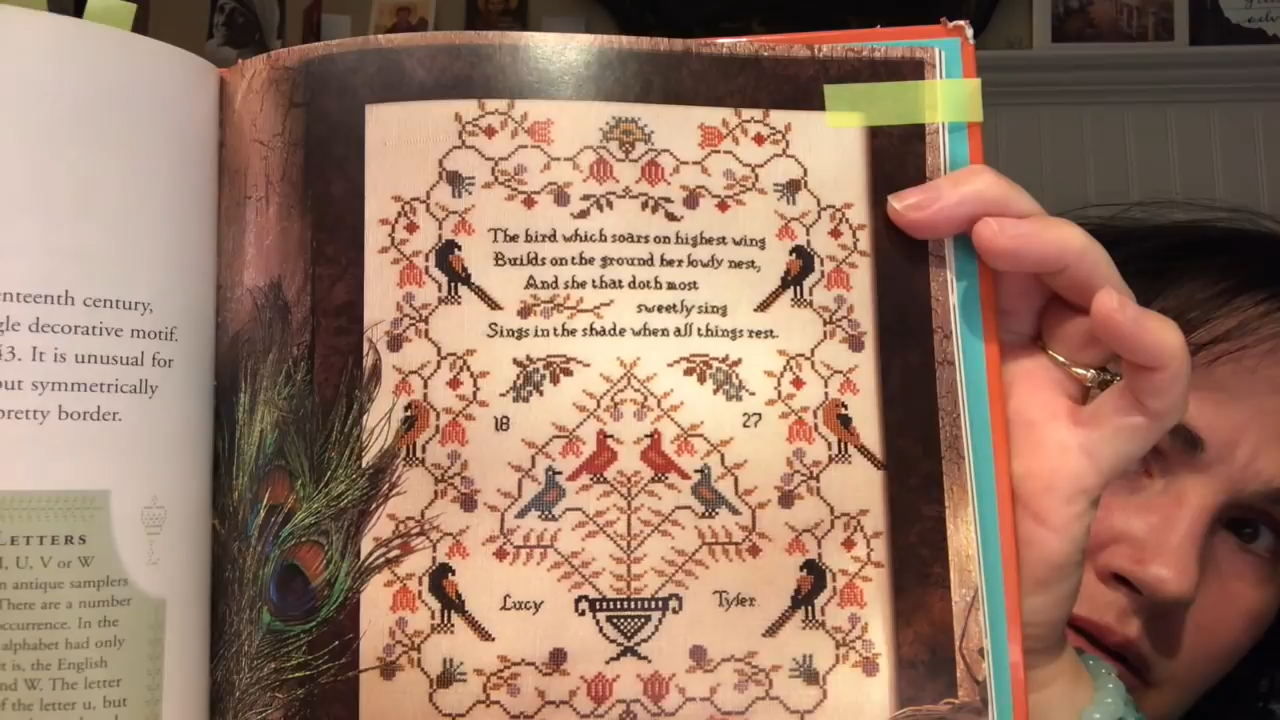 enteenth century,
gle decorative motif.
43. It is unusual for
out symmetrically
pretty border.
LETTERS
I, U, V or W
n antique samplers
There are a number
occurrence. In the
alphabet had only
t is, the English
nd W. The letter
f the letter u, but
The bird which soars on highest wing
Builds on the ground her lowly nest,
And she that doth most
sweetly sing
Sings in the shade when all things rest.
18 27
Lucy Tyler